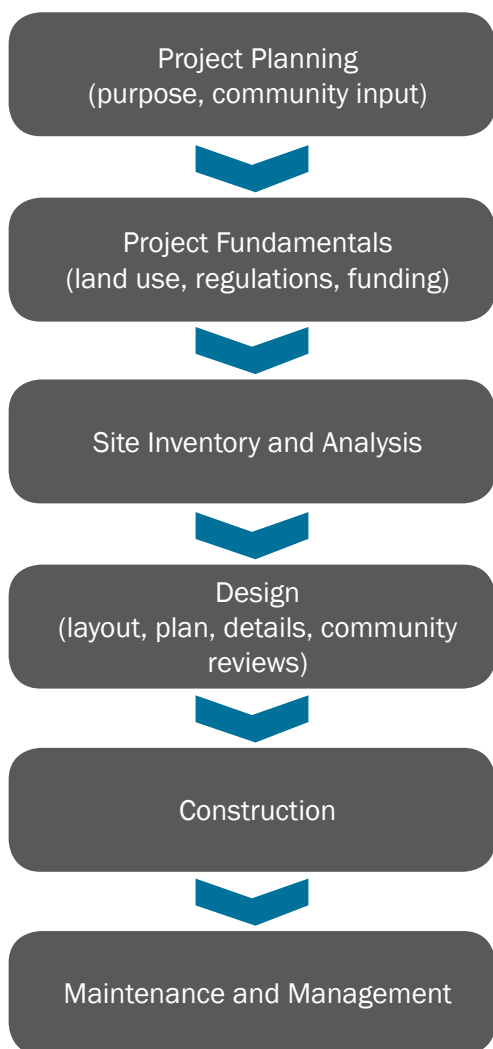 Project Planning
(purpose, community input)
Project Fundamentals
(land use, regulations, funding)
Site Inventory and Analysis
Design
(layout, plan, details, community
reviews)
Construction
Maintenance and Management